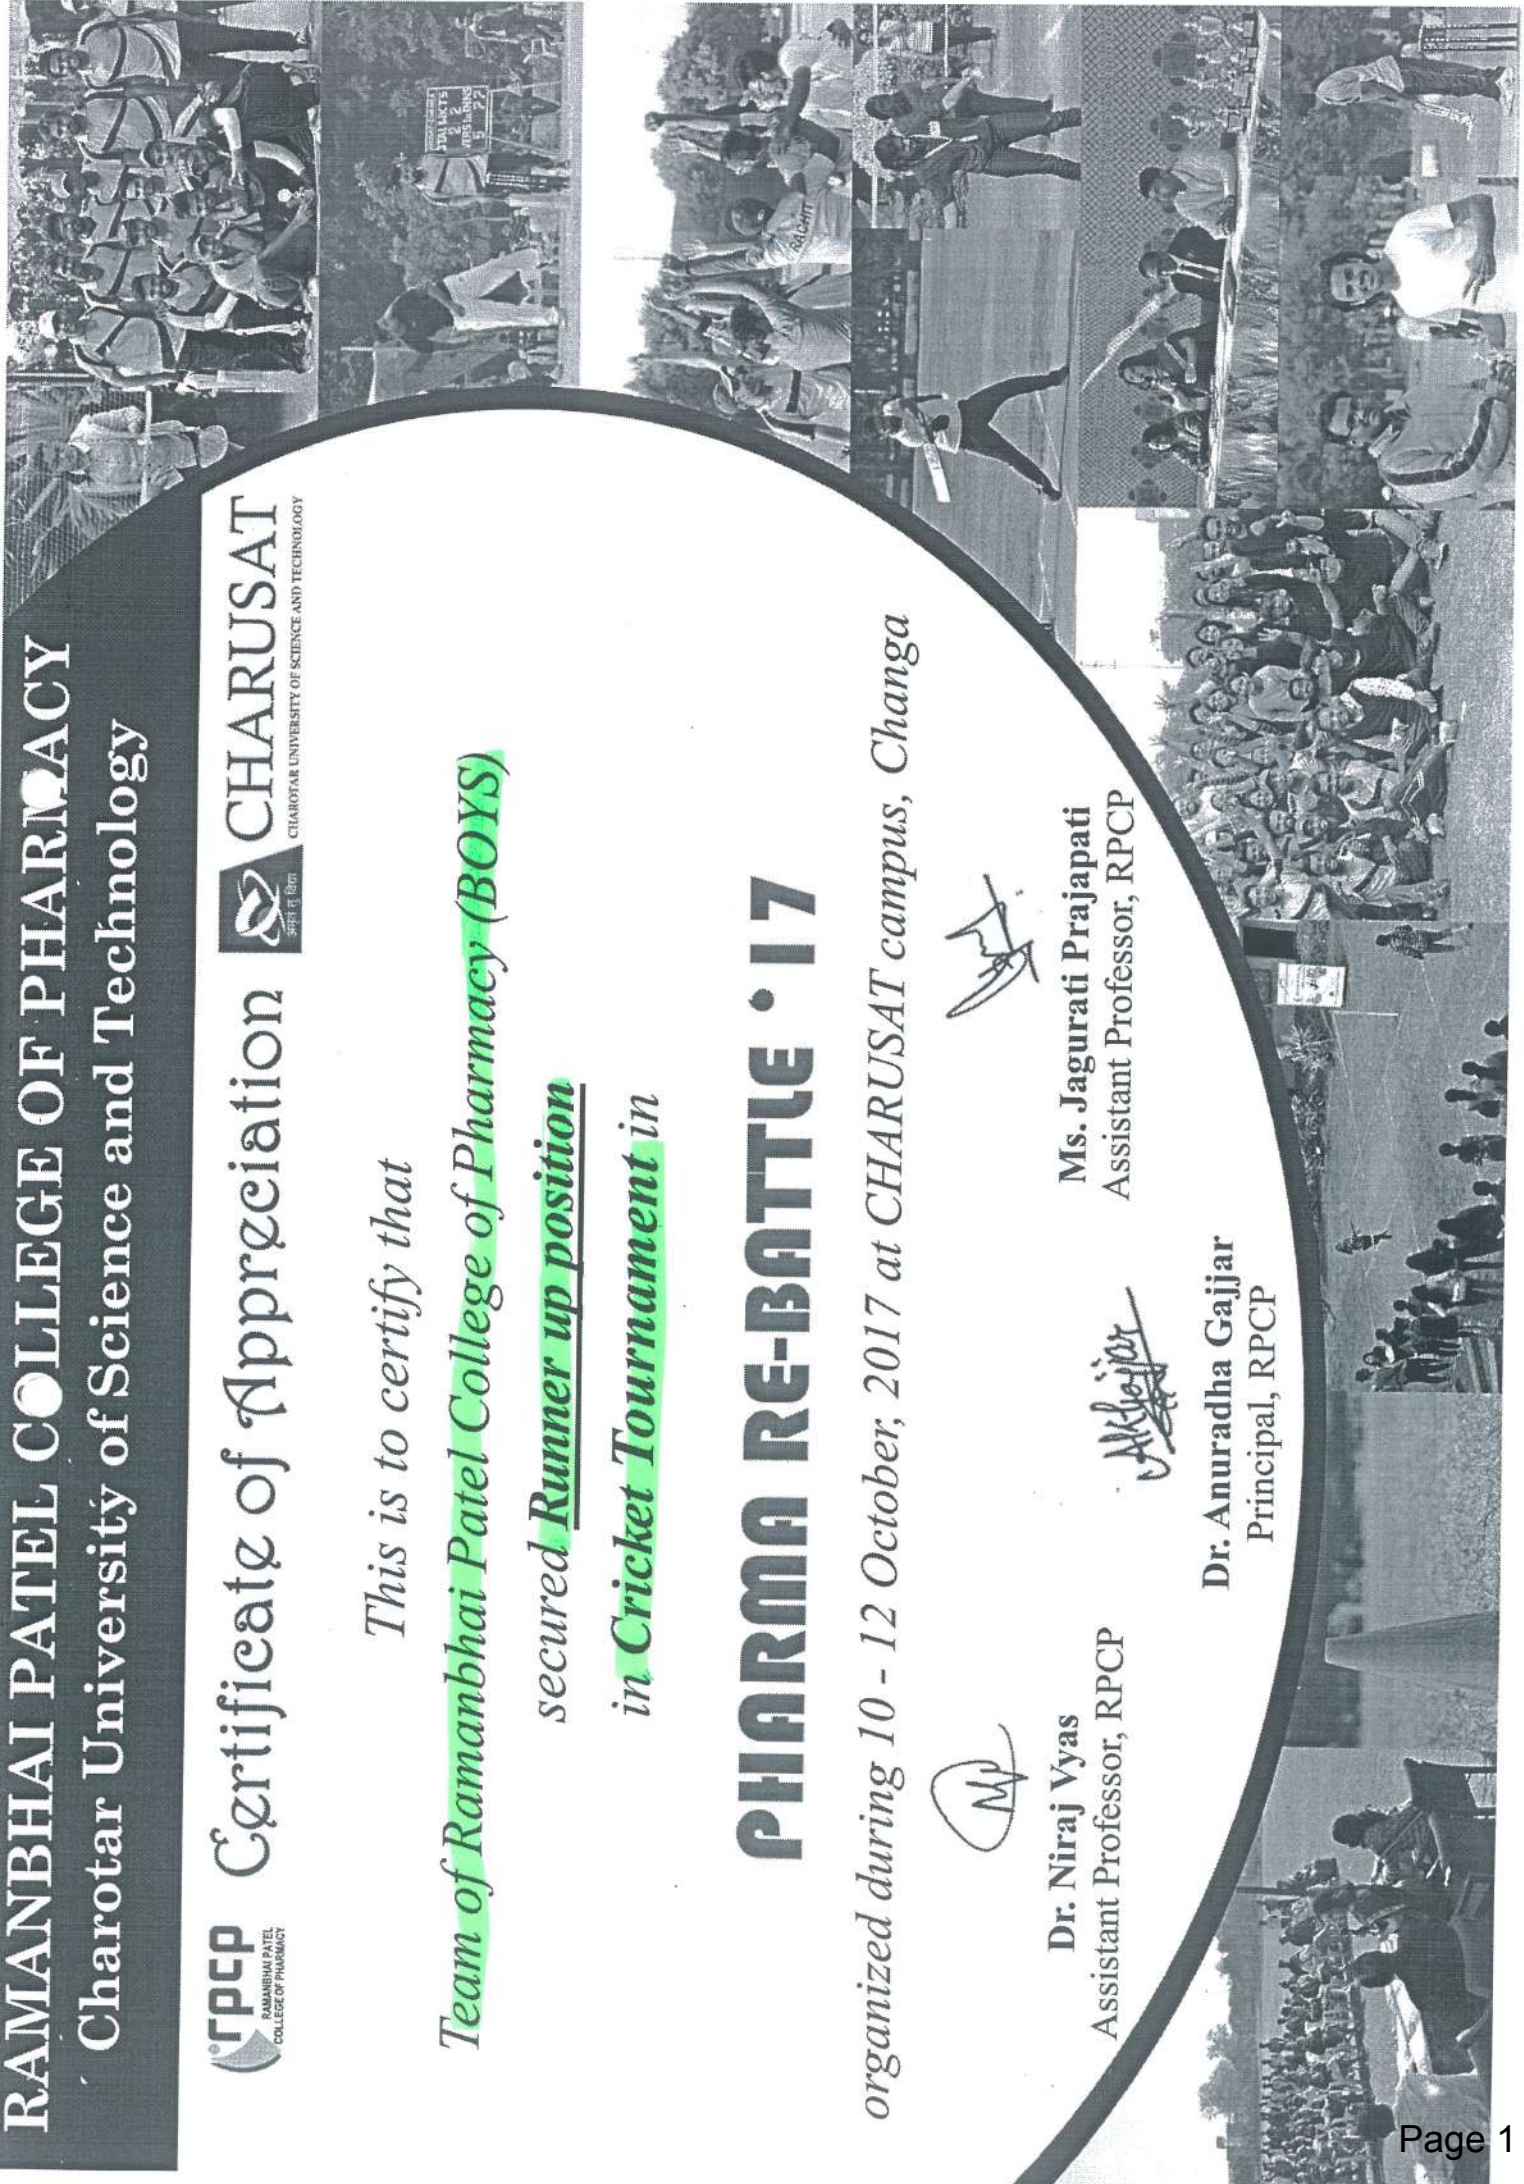 RAMANBHAI PATEL COLLEGE OF PHARMACY
Charotar University of Science and Technology
rpcp
RAMANBHAI PATEL
COLLEGE OF PHARMACY
Certificate of Appreciation
CHARUSAT
CHAROTAR UNIVERSITY OF SCIENCE AND TECHNOLOGY
This is to certify that
Team of Ramanbhai Patel College of Pharmacy (BOYS)
secured Runner up position
in Cricket Tournament in
PHARMA RE-BATTLE • 17
organized during 10 - 12 October, 2017 at CHARUSAT campus, Changa
Dr. Niraj Vyas
Assistant Professor, RPCP
Dr. Anuradha Gajjar
Principal, RPCP
Ms. Jagurati Prajapati
Assistant Professor, RPCP
RACHIT
Page 1